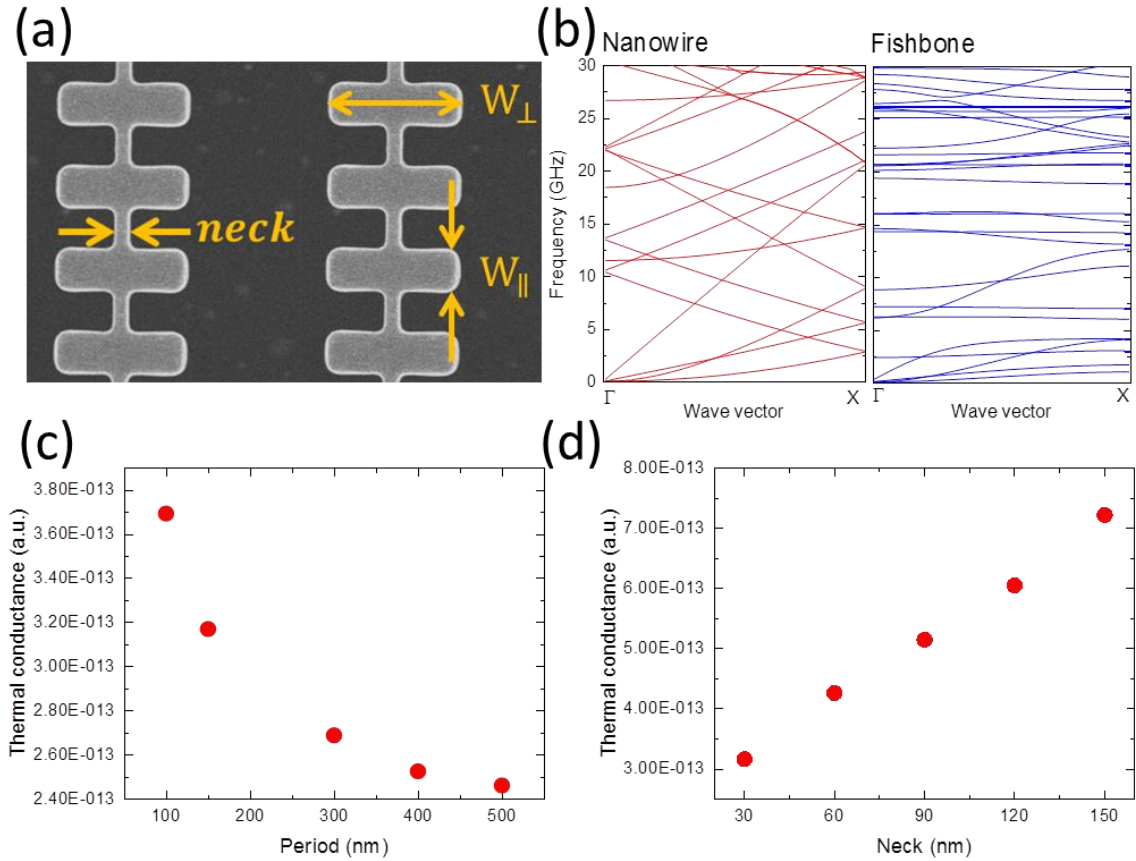 (a)
W⊥
neck
W∥
(b)
Nanowire
Fishbone
Frequency (GHz)
30
25
20
15
10
5
0
Γ
X
Γ
X
Wave vector
Wave vector
(c)
Thermal conductance (a.u.)
3.80E-013
3.60E-013
3.40E-013
3.20E-013
3.00E-013
2.80E-013
2.60E-013
2.40E-013
100 200 300 400 500
Period (nm)
(d)
Thermal conductance (a.u.)
8.00E-013
7.00E-013
6.00E-013
5.00E-013
4.00E-013
3.00E-013
30 60 90 120 150
Neck (nm)